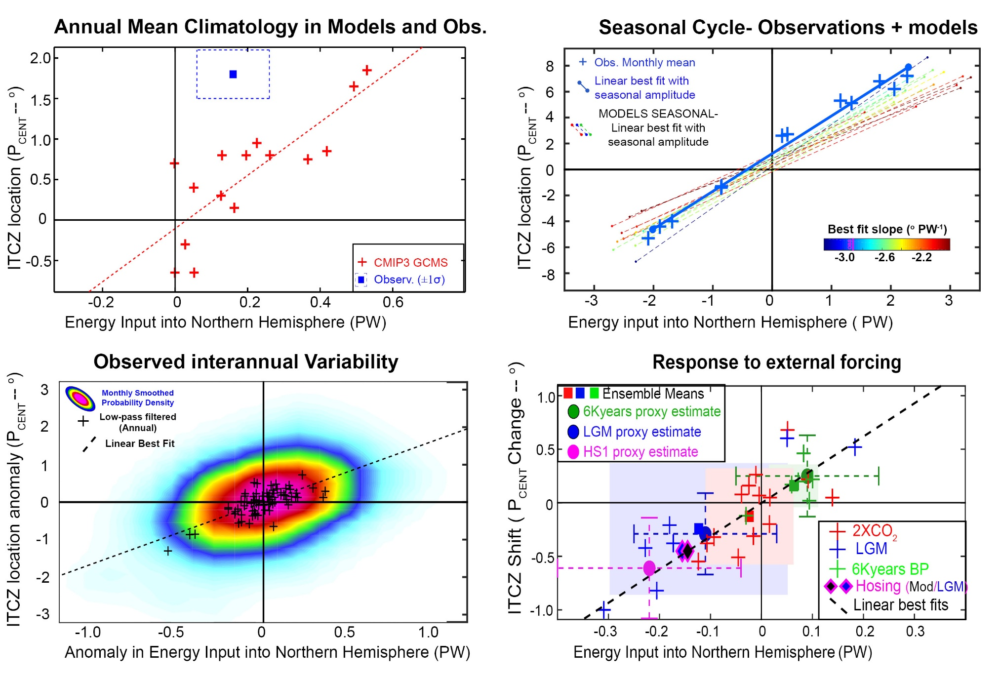 Annual Mean Climatology in Models and Obs.
ITCZ location (PCENT -- o)
2.0
1.5
1.0
0.5
0
-0.5
CMIP3 GCMS
Observ. (±1σ)
-0.2
0
0.2
0.4
0.6
Energy Input into Northern Hemisphere (PW)
Seasonal Cycle- Observations + models
ITCZ location (PCENT -- o)
8
6
4
2
0
-2
-4
-6
-8
Obs. Monthly mean
Linear best fit with
seasonal amplitude
MODELS SEASONAL-
Linear best fit with
seasonal amplitude
Best fit slope (o PW-1)
OBS
-3.0
-2.6
-2.2
-3
-2
-1
0
1
2
3
Energy input into Northern Hemisphere ( PW)
Observed interannual Variability
ITCZ location anomaly (PCENT -- o)
3
2
1
0
-1
-2
-3
Monthly Smoothed
Probability Density
Low-pass filtered
(Annual)
Linear Best Fit
-1.0
-0.5
0
0.5
1.0
Anomaly in Energy Input into Northern Hemisphere (PW)
Response to external forcing
ITCZ Shift ( PCENT Change -- o)
1.0
0.5
0
-0.5
-1.0
Ensemble Means
6Kyears proxy estimate
LGM proxy estimate
HS1 proxy estimate
2XCO2
LGM
6Kyears BP
Hosing (Mod/LGM)
Linear best fits
-0.3
-0.2
-0.1
0
0.1
0.2
0.3
Energy Input into Northern Hemisphere (PW)